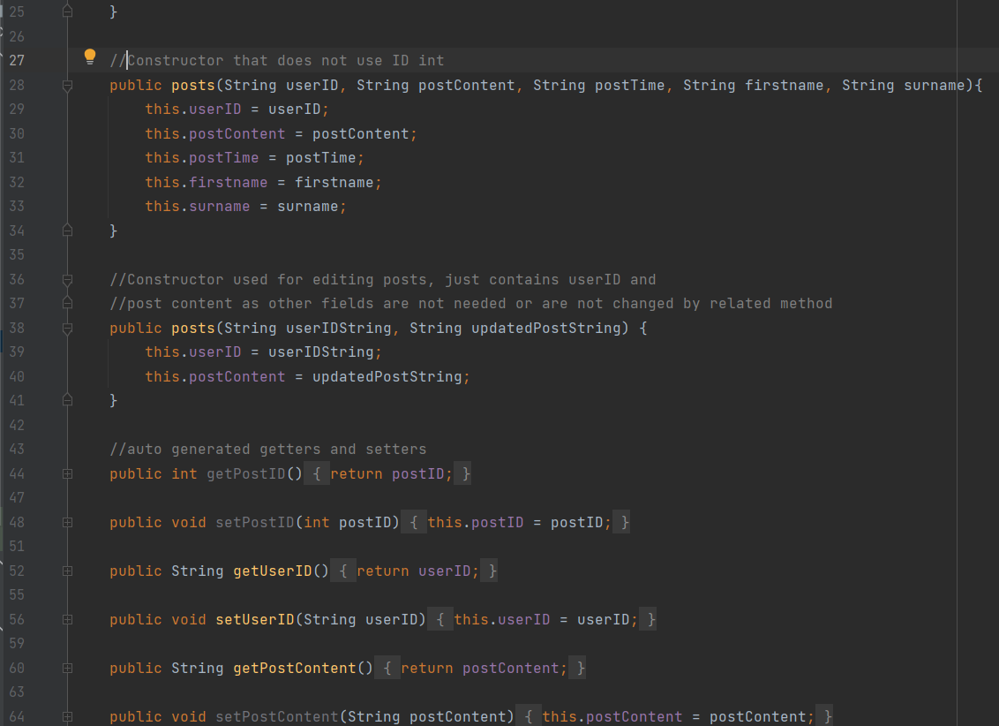 25 }
26
27 //Constructor that does not use ID int
28 public posts(String userID, String postContent, String postTime, String firstname, String surname){
29 this.userID = userID;
30 this.postContent = postContent;
31 this.postTime = postTime;
32 this.firstname = firstname;
33 this.surname = surname;
34 }
35
36 //Constructor used for editing posts, just contains userID and
37 //post content as other fields are not needed or are not changed by related method
38 public posts(String userIDString, String updatedPostString) {
39 this.userID = userIDString;
40 this.postContent = updatedPostString;
41 }
42
43 //auto generated getters and setters
44 public int getPostID() { return postID; }
47
48 public void setPostID(int postID) { this.postID = postID; }
51
52 public String getUserID() { return userID; }
55
56 public void setUserID(String userID) { this.userID = userID; }
59
60 public String getPostContent() { return postContent; }
63
64 public void setPostContent(String postContent) { this.postContent = postContent; }